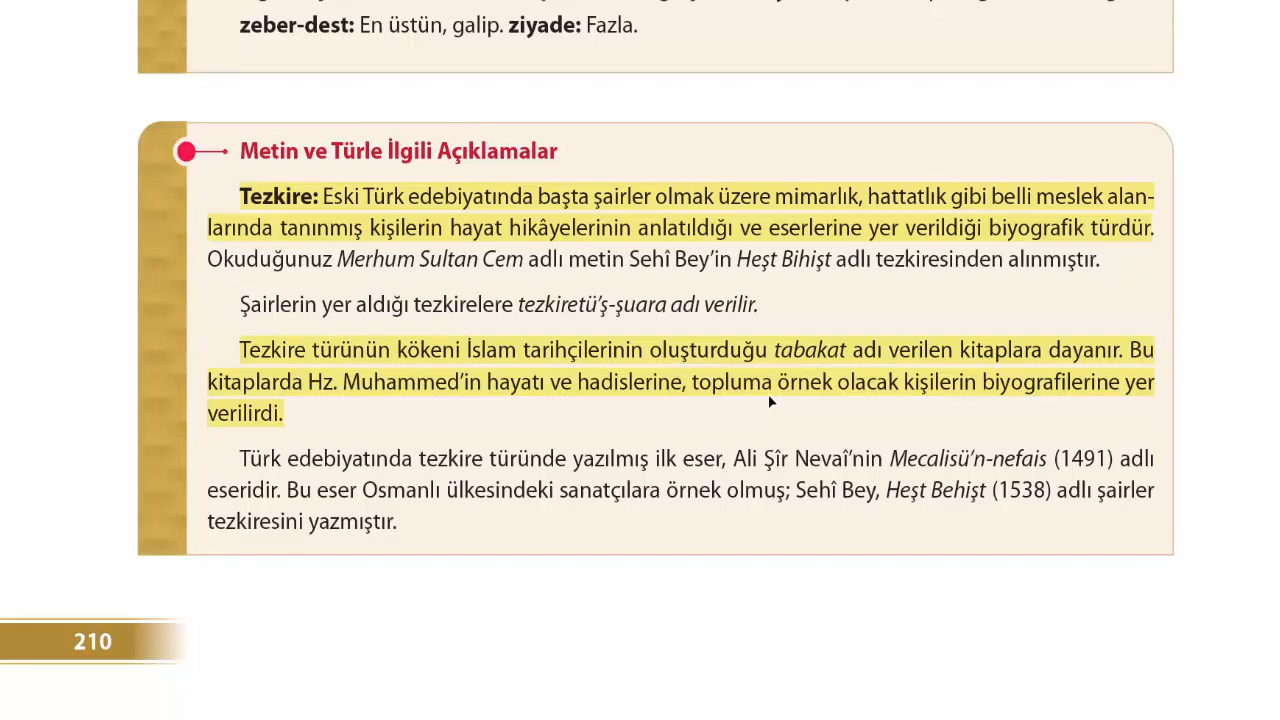 zeber-dest: En üstün, galip. ziyade: Fazla.
Metin ve Türle İlgili Açıklamalar
Tezkire: Eski Türk edebiyatında başta şairler olmak üzere mimarlık, hattatlık gibi belli meslek alan-
larında tanınmış kişilerin hayat hikâyelerinin anlatıldığı ve eserlerine yer verildiği biyografik türdür.
Okuduğunuz Merhum Sultan Cem adlı metin Sehî Bey’in Heşt Bihişt adlı tezkiresinden alınmıştır.
Şairlerin yer aldığı tezkirelere tezkiretü’ş-şuara adı verilir.
Tezkire türünün kökeni İslam tarihçilerinin oluşturduğu tabakat adı verilen kitaplara dayanır. Bu
kitaplarda Hz. Muhammed’in hayatı ve hadislerine, topluma örnek olacak kişilerin biyografilerine yer
verilirdi.
Türk edebiyatında tezkire türünde yazılmış ilk eser, Ali Şîr Nevaî’nin Mecalisü’n-nefais (1491) adlı
eseridir. Bu eser Osmanlı ülkesindeki sanatçılara örnek olmuş; Sehî Bey, Heşt Behişt (1538) adlı şairler
tezkiresini yazmıştır.
210